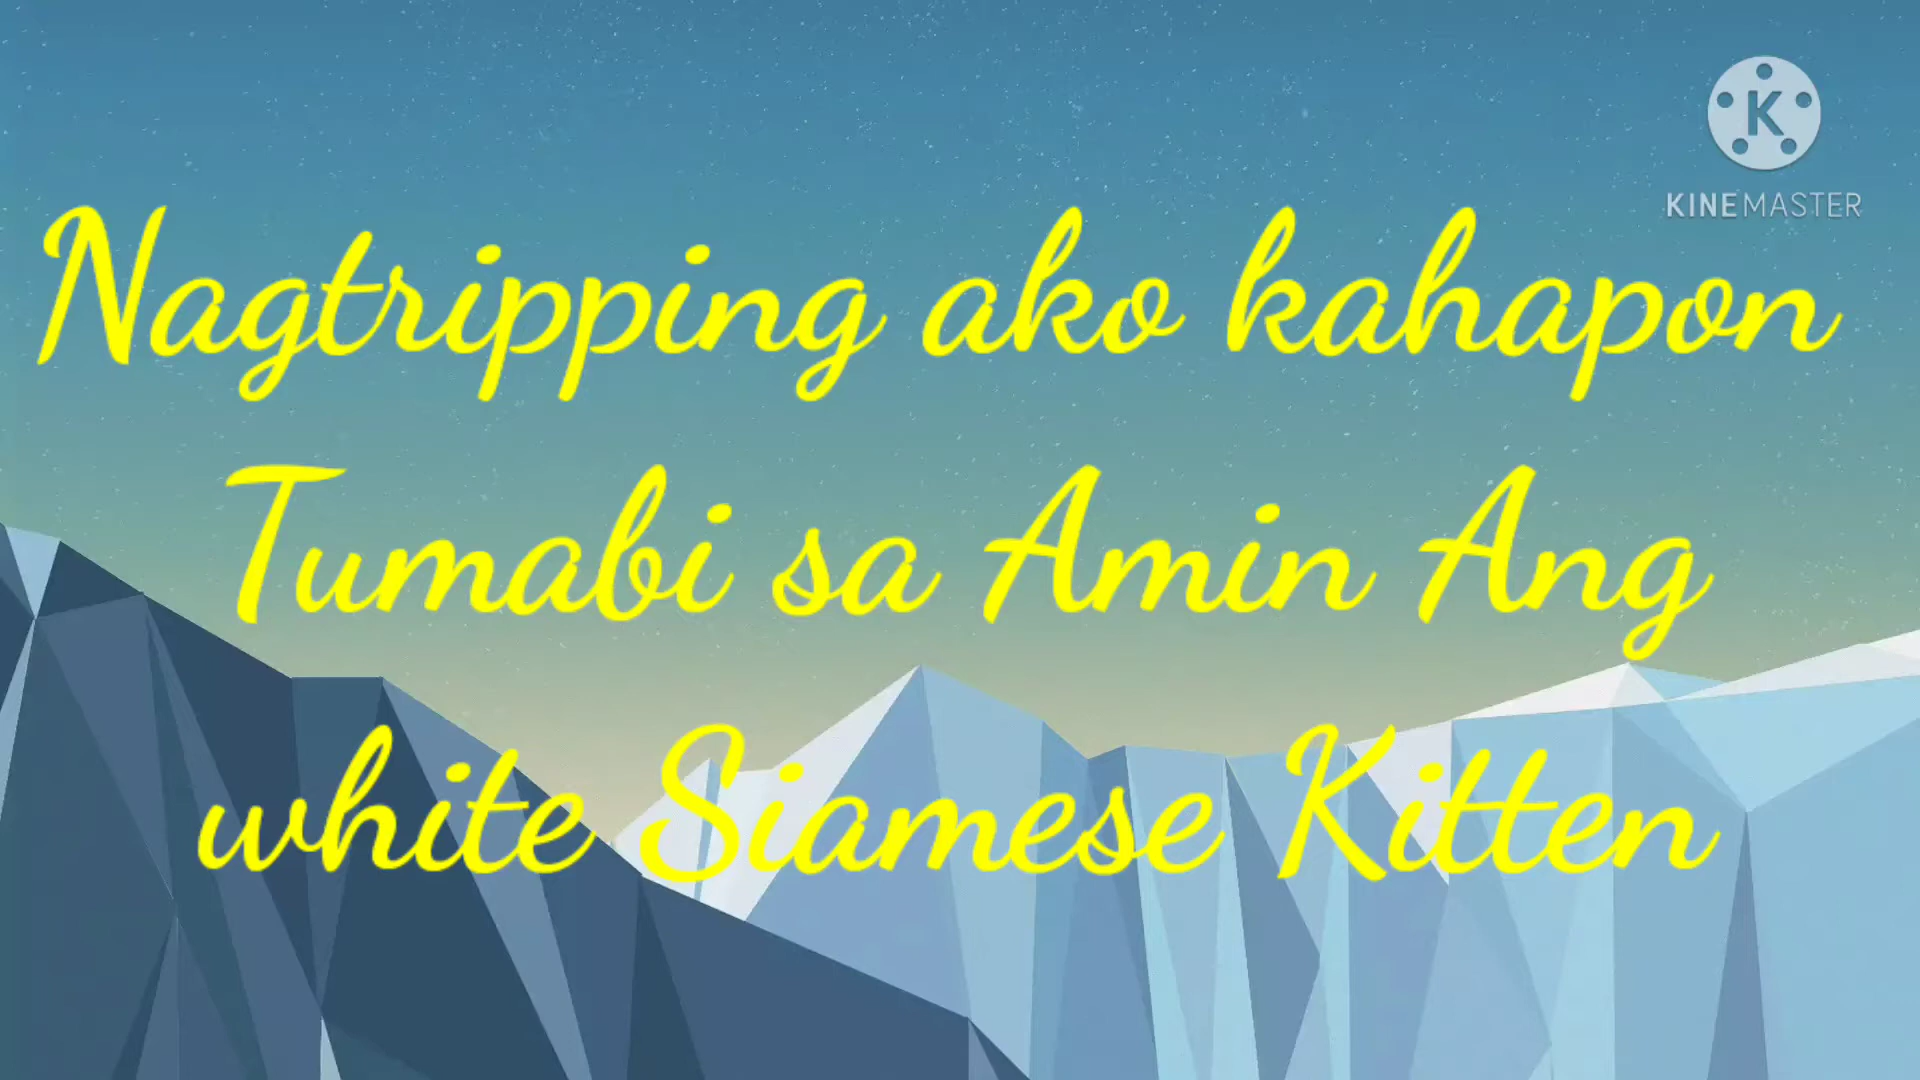 K
KINEMASTER
Nagtripping ako kahapon
Tumabi sa Amin Ang
white Siamese Kitten